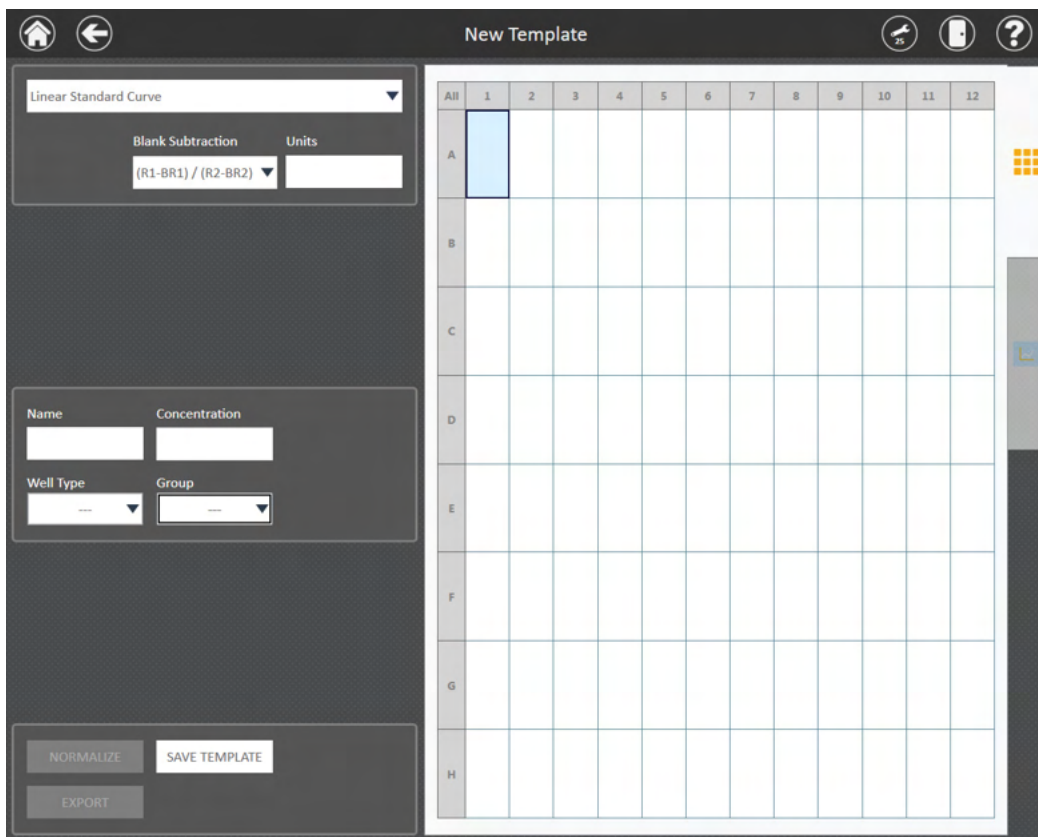 New Template
25
?
Linear Standard Curve
Blank Subtraction Units
(R1-BR1) / (R2-BR2)
Name Concentration
Well Type Group
--- ---
NORMALIZE SAVE TEMPLATE
EXPORT
All 1 2 3 4 5 6 7 8 9 10 11 12
A
B
C
D
E
F
G
H